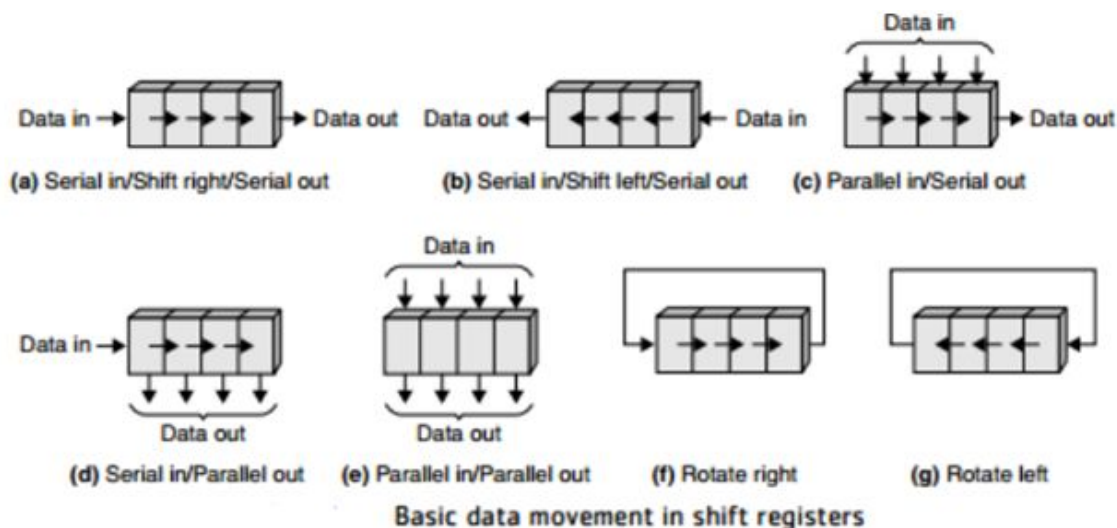 Data in
Data in
Data out
Data out
Data in
Data out
(a) Serial in/Shift right/Serial out
(b) Serial in/Shift left/Serial out
(c) Parallel in/Serial out
Data in
Data in
Data out
Data out
(d) Serial in/Parallel out
(e) Parallel in/Parallel out
(f) Rotate right
(g) Rotate left
Basic data movement in shift registers